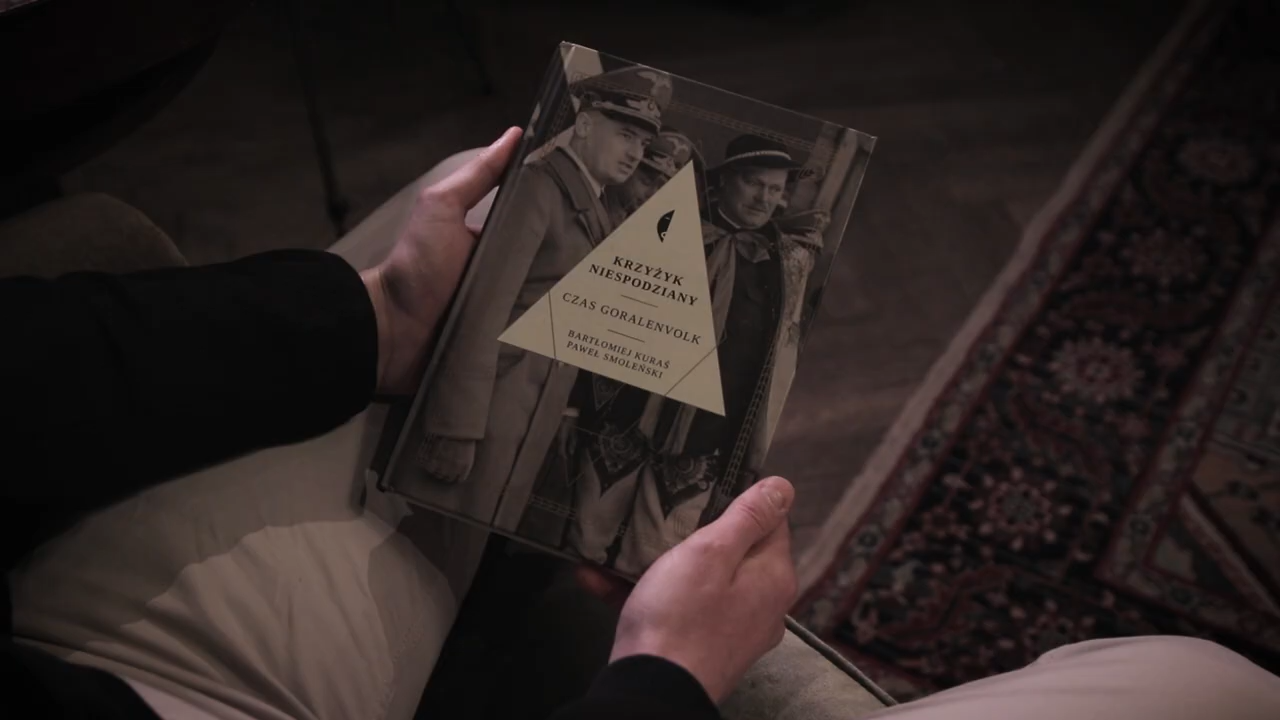 KRZYŻYK
NIESPODZIANY
CZAS GORALENVOLK
BARTŁOMIEJ KURAŚ
PAWEŁ SMOLEŃSKI